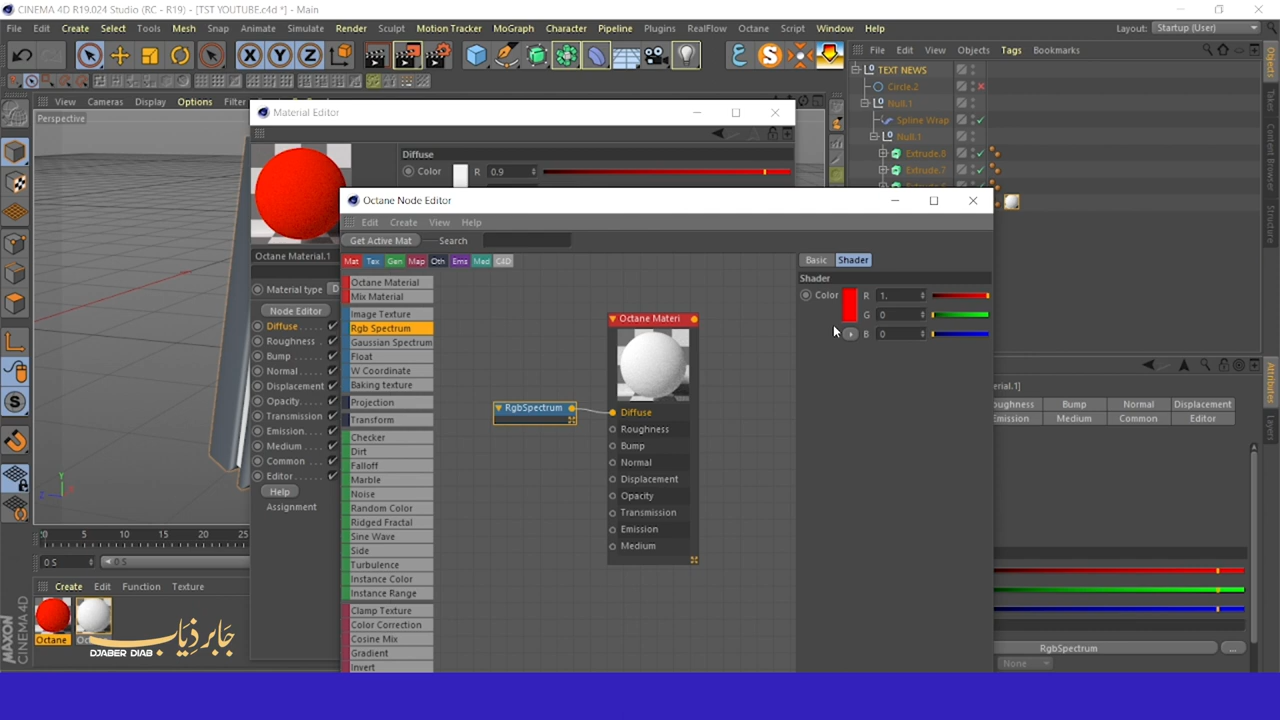 CINEMA 4D R19.024 Studio (RC - R19) - [TST YOUTUBE.c4d *] - Main
File Edit Create Select Tools Mesh Snap Animate Simulate Render Motion Tracker MoGraph Character Pipeline Plugins RealFlow Octane Script Window Help
Layout: Startup (User)
X Y Z
View Cameras Display Options Filter
File Edit View Objects Tags Bookmarks
Perspective
TEXT NEWS
Circle.2
Null.1
Spline Wrap
Null.1
Extrude.8
Extrude.7
Objects
Takes
Content Browser
Structure
Material Editor
Diffuse
Color R 0.9
Octane Material.1
Material type
Node Editor
Diffuse
Roughness
Bump
Normal
Displacement
Opacity
Transmission
Emission
Medium
Common
Editor
Help
Assignment
Octane Node Editor
Edit Create View Help
Get Active Mat Search
Mat Tex Gen Map Oth Ems Med C4D
Octane Material
Mix Material
Image Texture
Rgb Spectrum
Gaussian Spectrum
Float
W Coordinate
Baking texture
Projection
Transform
Checker
Dirt
Falloff
Marble
Noise
Random Color
Ridged Fractal
Sine Wave
Side
Turbulence
Instance Color
Instance Range
Clamp Texture
Color Correction
Cosine Mix
Gradient
Invert
RgbSpectrum
Octane Materi
Diffuse
Roughness
Bump
Normal
Displacement
Opacity
Transmission
Emission
Medium
Basic Shader
Shader
Color R 1.
G 0
B 0
erial.1]
oughness Bump Normal Displacement
mission Medium Common Editor
Attributes
Layers
RgbSpectrum ...
None
Y
Z
0 5 10 15 20 25
0 S 0 S
Create Edit Function Texture
Octane
MAXON
CINEMA 4D
جابر ذياب
DJABER DIAB